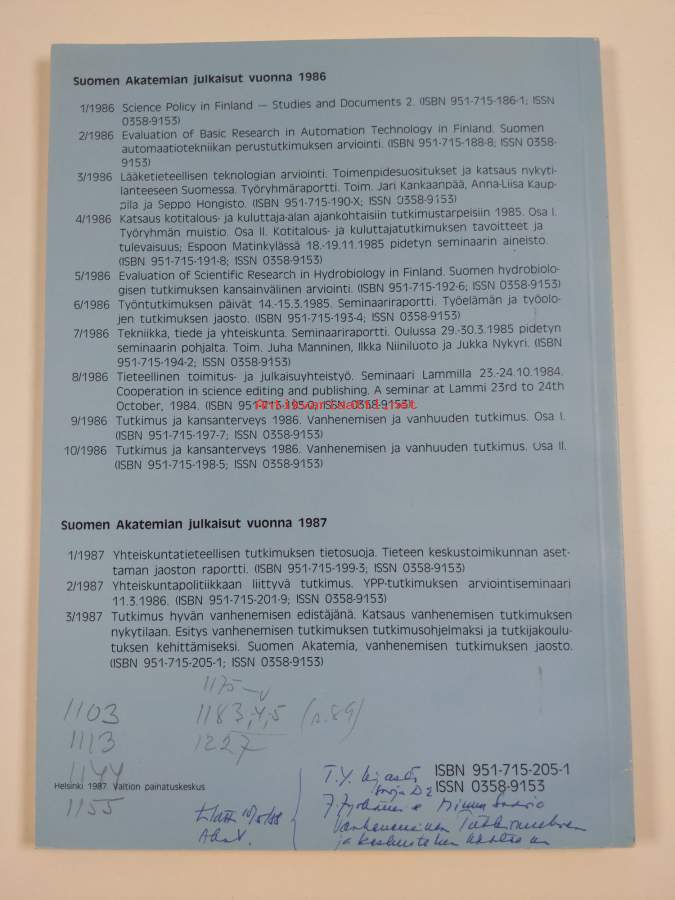 Suomen Akatemian julkaisut vuonna 1986
1/1986 Science Policy in Finland — Studies and Documents 2. (ISBN 951-715-186-1; ISSN
0358-9153)
2/1986 Evaluation of Basic Research in Automation Technology in Finland. Suomen
automaatiotekniikan perustutkimuksen arviointi. (ISBN 951-715-188-8; ISSN 0358-
9153)
3/1986 Lääketieteellisen teknologian arviointi. Toimenpidesuositukset ja katsaus nykyti-
lanteeseen Suomessa. Työryhmäraportti. Toim. Jari Kankaanpää, Anna-Liisa Kaup-
pila ja Seppo Hongisto. (ISBN 951-715-190-X; ISSN 0358-9153)
4/1986 Katsaus kotitalous- ja kuluttaja-alan ajankohtaisiin tutkimustarpeisiin 1985. Osa I.
Työryhmän muistio. Osa II. Kotitalous- ja kuluttajatutkimuksen tavoitteet ja
tulevaisuus; Espoon Matinkylässä 18.-19.11.1985 pidetyn seminaarin aineisto.
(ISBN 951-715-191-8; ISSN 0358-9153)
5/1986 Evaluation of Scientific Research in Hydrobiology in Finland. Suomen hydrobiolo-
gisen tutkimuksen kansainvälinen arviointi. (ISBN 951-715-192-6; ISSN 0358-9153)
6/1986 Työntutkimuksen päivät 14.-15.3.1985. Seminaariraportti. Työelämän ja työolo-
jen tutkimuksen jaosto. (ISBN 951-715-193-4; ISSN 0358-9153)
7/1986 Tekniikka, tiede ja yhteiskunta. Seminaariraportti. Oulussa 29.-30.3.1985 pidetyn
seminaarin pohjalta. Toim. Juha Manninen, Ilkka Niiniluoto ja Jukka Nykyri. (ISBN
951-715-194-2; ISSN 0358-9153)
8/1986 Tieteellinen toimitus- ja julkaisuyhteistyö. Seminaari Lammilla 23.-24.10.1984.
Cooperation in science editing and publishing. A seminar at Lammi 23rd to 24th
October, 1984. (ISBN 951-715-195-0; ISSN 0358-9153)
9/1986 Tutkimus ja kansanterveys 1986. Vanhenemisen ja vanhuuden tutkimus. Osa I.
(ISBN 951-715-197-7; ISSN 0358-9153)
10/1986 Tutkimus ja kansanterveys 1986. Vanhenemisen ja vanhuuden tutkimus. Osa II.
(ISBN 951-715-198-5; ISSN 0358-9153)
Suomen Akatemian julkaisut vuonna 1987
1/1987 Yhteiskuntatieteellisen tutkimuksen tietosuoja. Tieteen keskustoimikunnan aset-
taman jaoston raportti. (ISBN 951-715-199-3; ISSN 0358-9153)
2/1987 Yhteiskuntapolitiikkaan liittyvä tutkimus. YPP-tutkimuksen arviointiseminaari
11.3.1986. (ISBN 951-715-201-9; ISSN 0358-9153)
3/1987 Tutkimus hyvän vanhenemisen edistäjänä. Katsaus vanhenemisen tutkimuksen
nykytilaan. Esitys vanhenemisen tutkimuksen tutkimusohjelmaksi ja tutkijakoulu-
tuksen kehittämiseksi. Suomen Akatemia, vanhenemisen tutkimuksen jaosto.
(ISBN 951-715-205-1; ISSN 0358-9153)
1175
1103 1183,4,5 (s.89)
1113 1227
1144
1155
Helsinki 1987. Valtion painatuskeskus
ISBN 951-715-205-1
ISSN 0358-9153
T.Y.